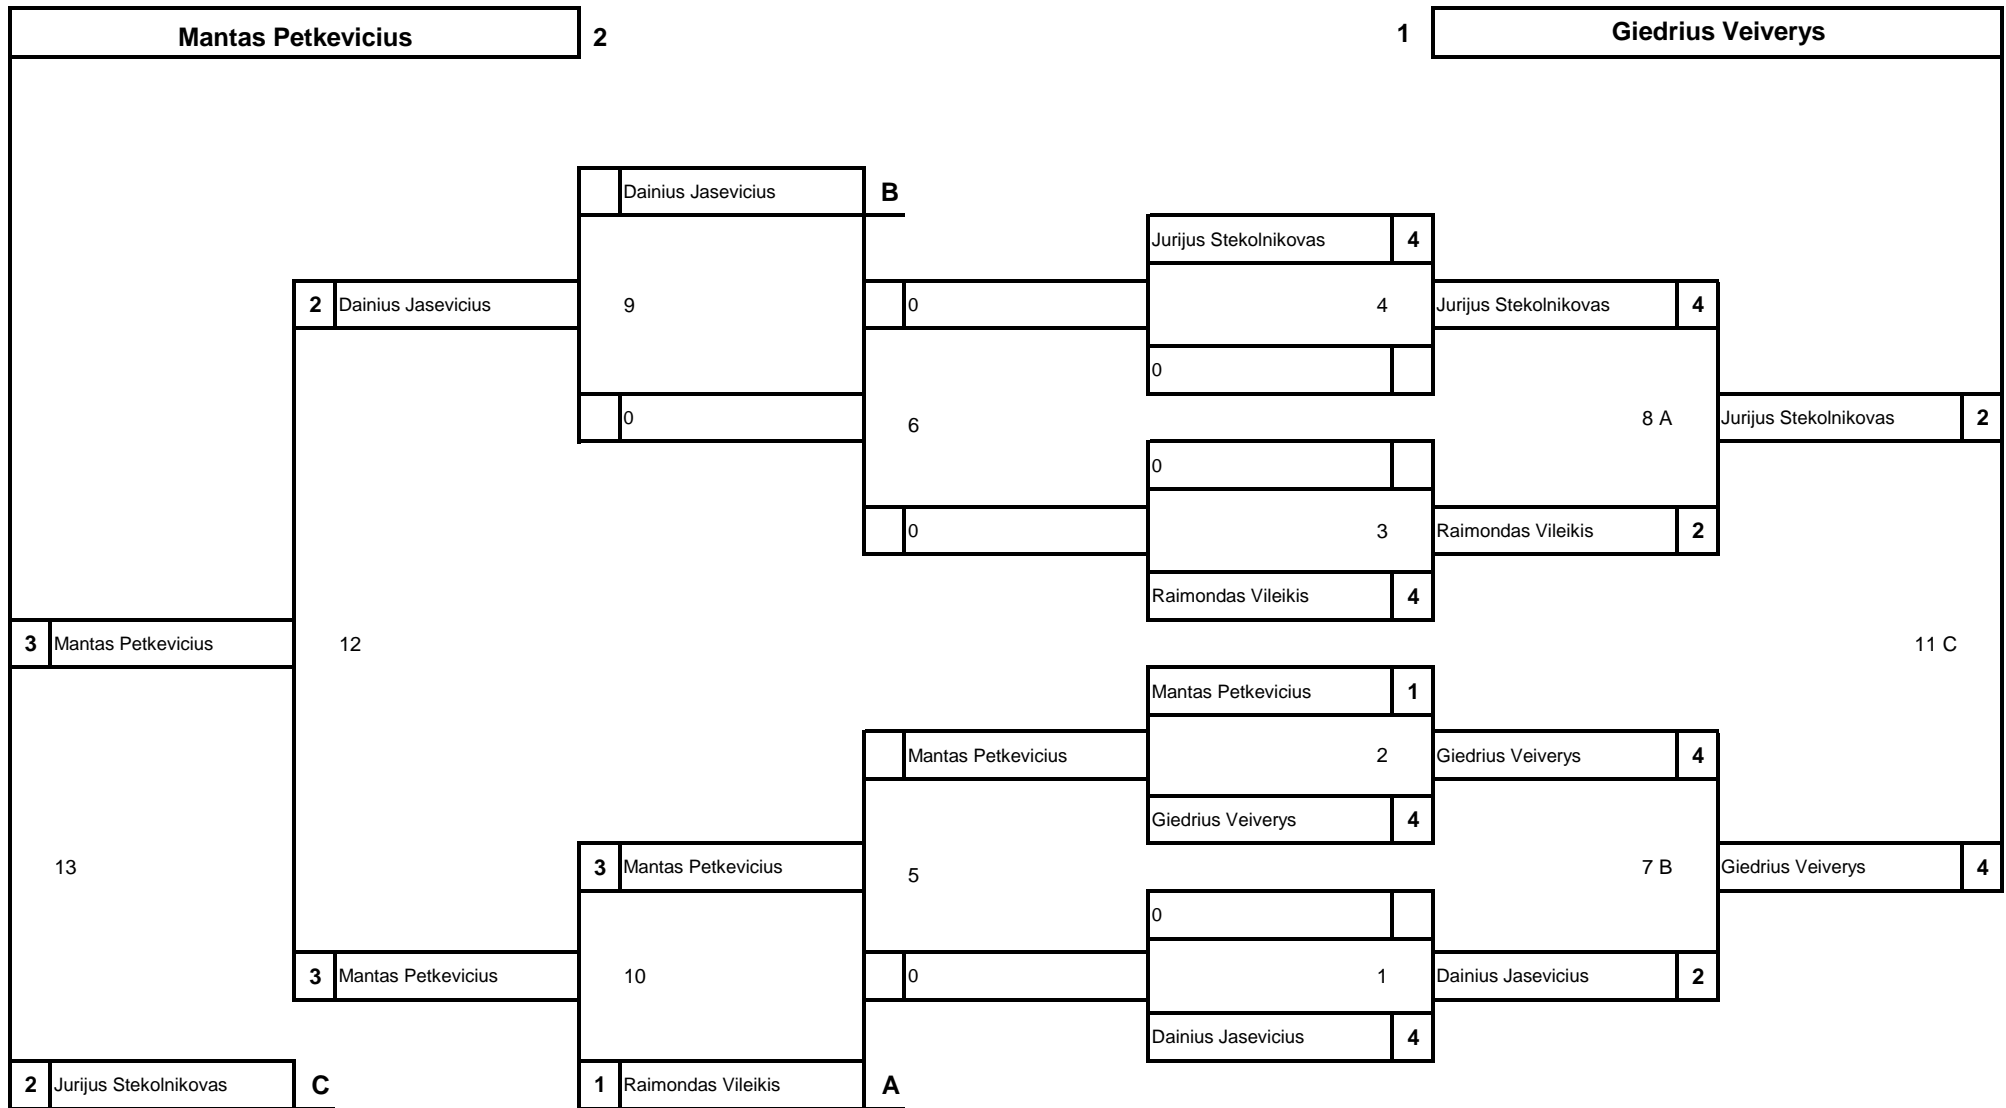 Mantas Petkevicius 2 1 Giedrius Veiverys
Dainius Jasevicius B
Jurijus Stekolnikovas 4
2 Dainius Jasevicius 9 0 4 Jurijus Stekolnikovas 4
0
0 6 8 A Jurijus Stekolnikovas 2
0
0 3 Raimondas Vileikis 2
Raimondas Vileikis 4
3 Mantas Petkevicius 12 11 C
Mantas Petkevicius 1
Mantas Petkevicius 2 Giedrius Veiverys 4
Giedrius Veiverys 4
13 3 Mantas Petkevicius 5 7 B Giedrius Veiverys 4
0
3 Mantas Petkevicius 10 0 1 Dainius Jasevicius 2
Dainius Jasevicius 4
2 Jurijus Stekolnikovas C 1 Raimondas Vileikis A